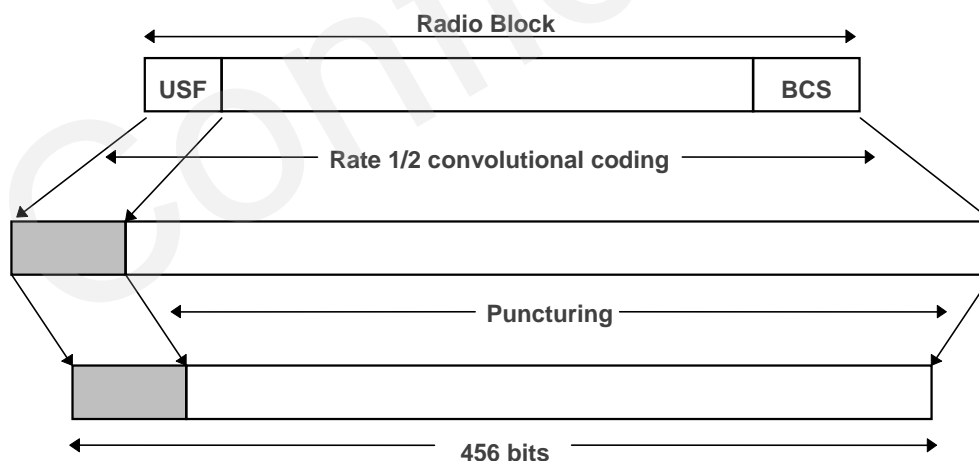 Radio Block
USF
BCS
Rate 1/2 convolutional coding
Puncturing
456 bits